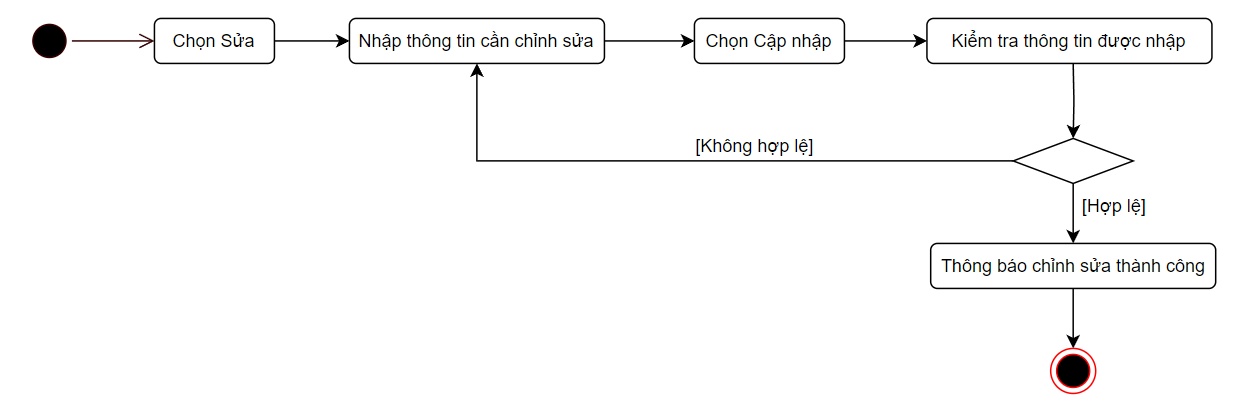 Chọn Sửa
Nhập thông tin cần chỉnh sửa
Chọn Cập nhập
Kiểm tra thông tin được nhập
[Không hợp lệ]
[Hợp lệ]
Thông báo chỉnh sửa thành công